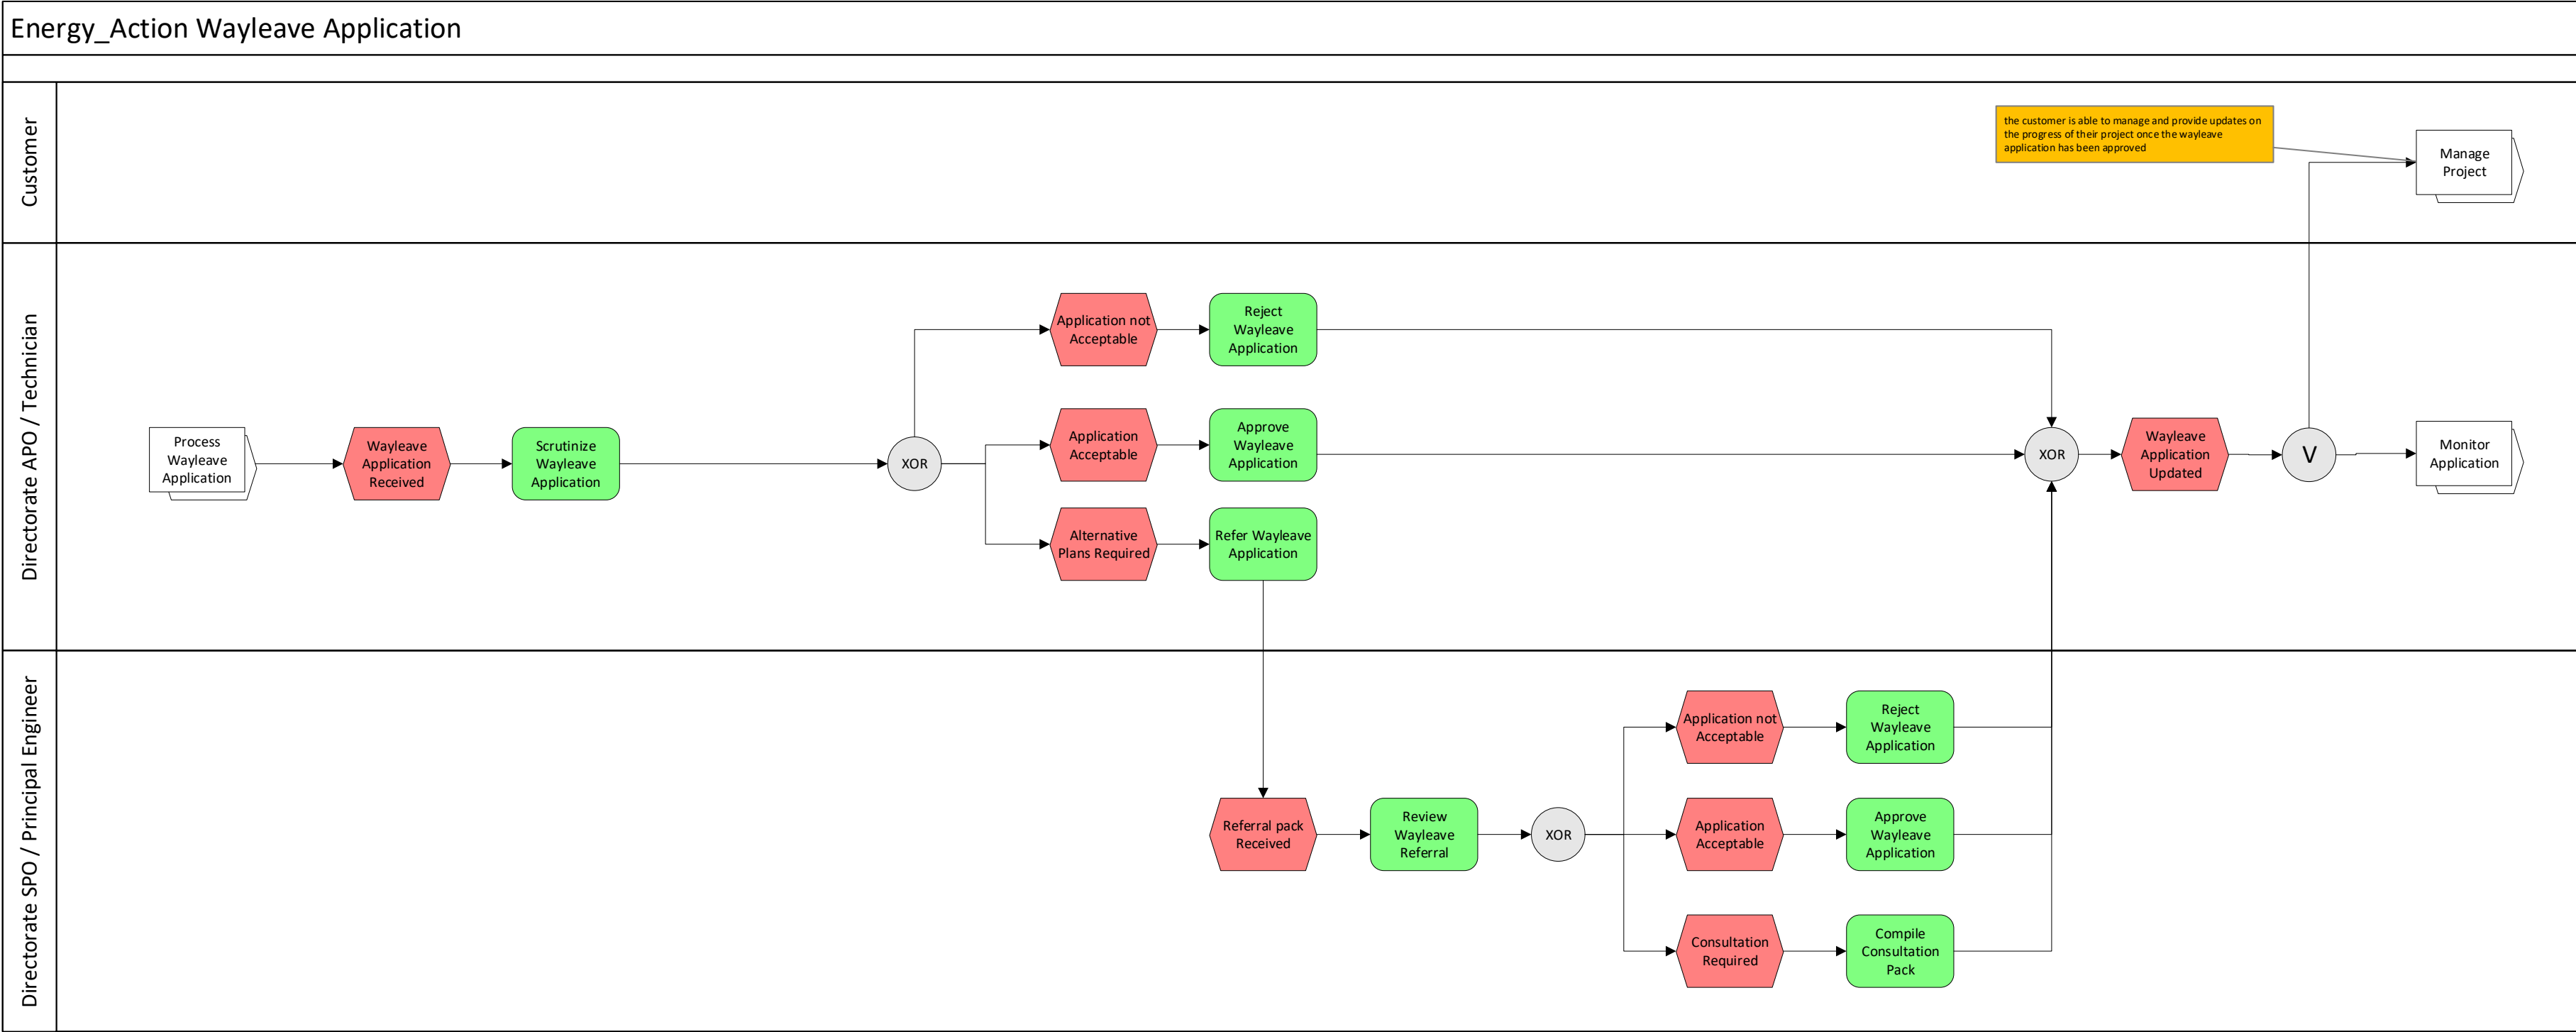 Energy_Action Wayleave Application
Customer
the customer is able to manage and provide updates on
the progress of their project once the wayleave
application has been approved
Manage
Project
Directorate APO / Technician
Process
Wayleave
Application
Wayleave
Application
Received
Scrutinize
Wayleave
Application
XOR
Application not
Acceptable
Reject
Wayleave
Application
Application
Acceptable
Approve
Wayleave
Application
Alternative
Plans Required
Refer Wayleave
Application
XOR
Wayleave
Application
Updated
V
Monitor
Application
Directorate SPO / Principal Engineer
Referral pack
Received
Review
Wayleave
Referral
XOR
Application not
Acceptable
Reject
Wayleave
Application
Application
Acceptable
Approve
Wayleave
Application
Consultation
Required
Compile
Consultation
Pack